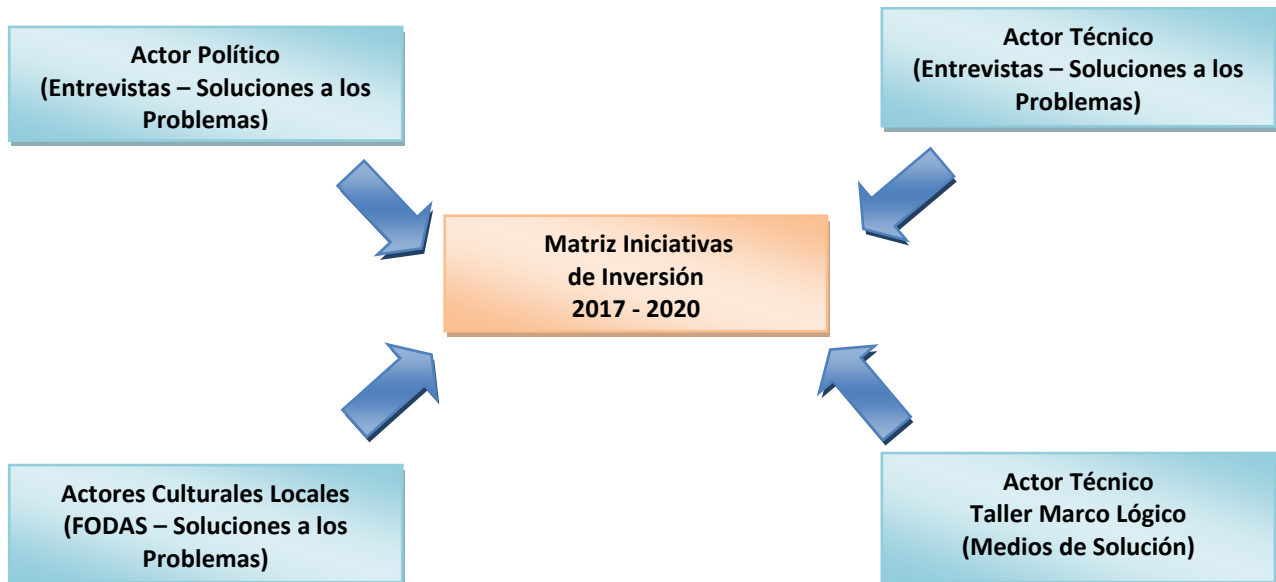 Actor Político
(Entrevistas – Soluciones a los
Problemas)
Actor Técnico
(Entrevistas – Soluciones a los
Problemas)
Matriz Iniciativas
de Inversión
2017 - 2020
Actores Culturales Locales
(FODAS – Soluciones a los
Problemas)
Actor Técnico
Taller Marco Lógico
(Medios de Solución)